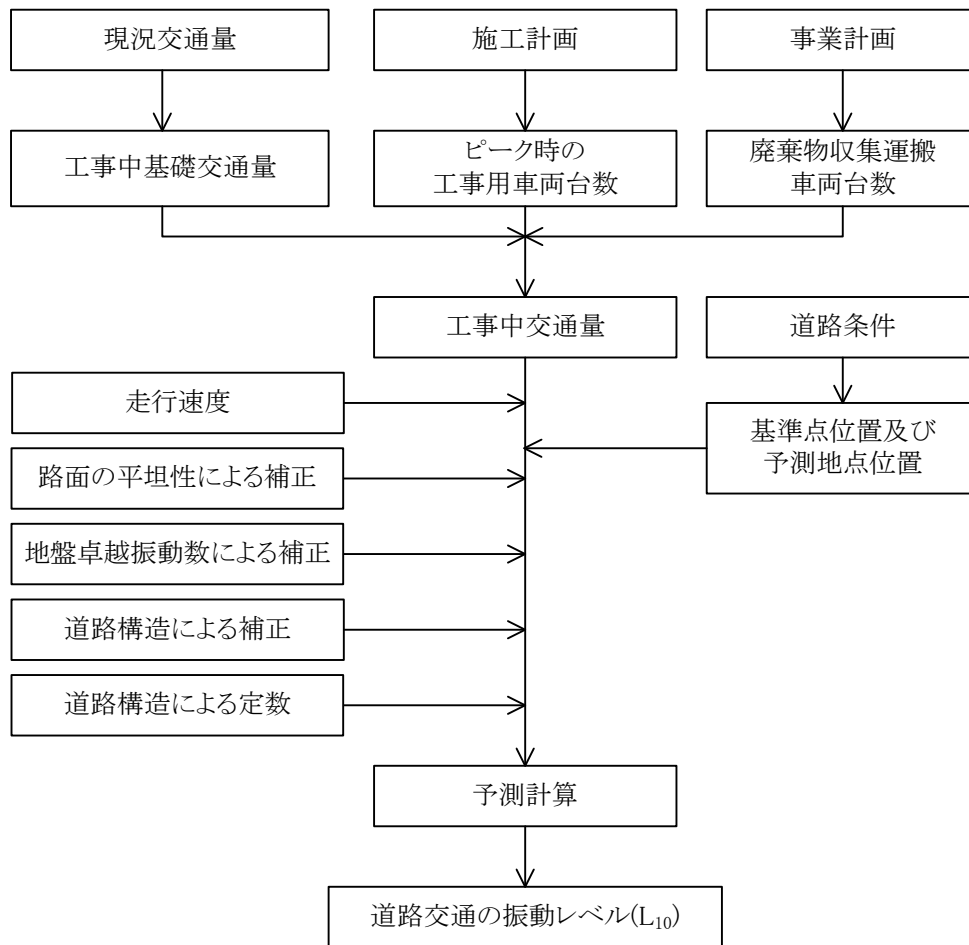 現況交通量
施工計画
事業計画
工事中基礎交通量
ピーク時の
工事用車両台数
廃棄物収集運搬
車両台数
工事中交通量
道路条件
走行速度
基準点位置及び
予測地点位置
路面の平坦性による補正
地盤卓越振動数による補正
道路構造による補正
道路構造による定数
予測計算
道路交通の振動レベル(L₁₀)